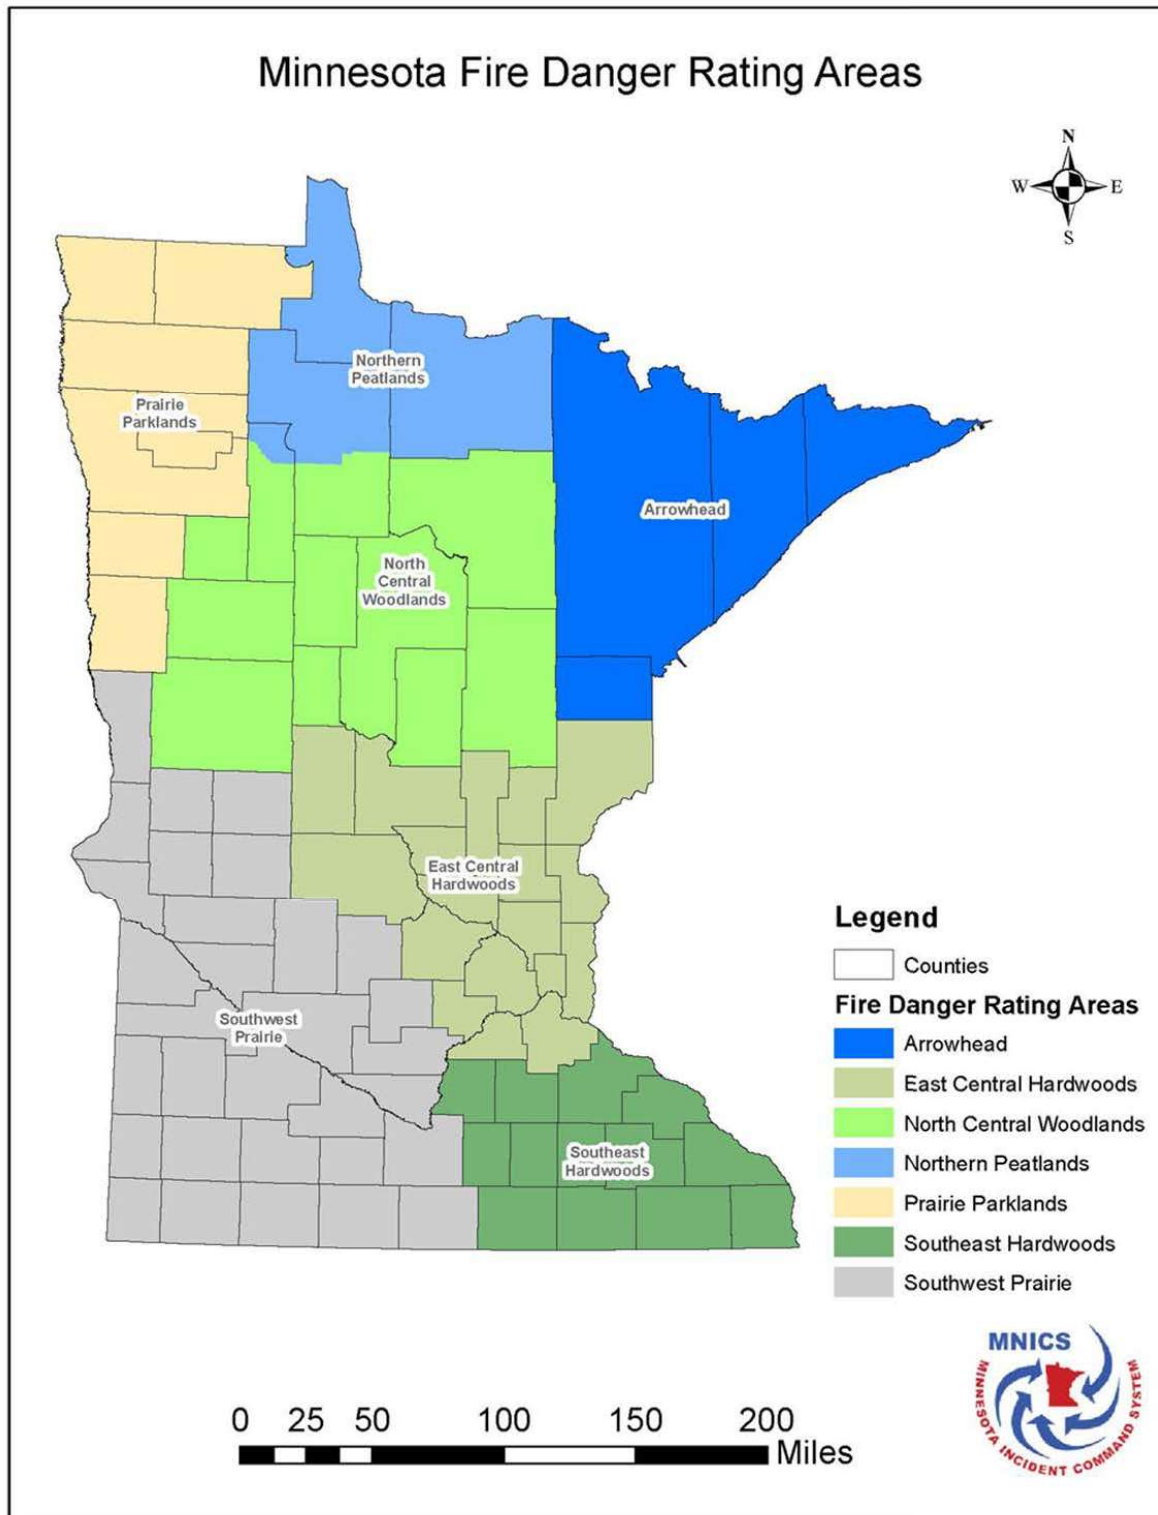 Minnesota Fire Danger Rating Areas
N
W E
S
Northern
Peatlands
Prairie
Parklands
Arrowhead
North
Central
Woodlands
East Central
Hardwoods
Southwest
Prairie
Southeast
Hardwoods
Legend
Counties
Fire Danger Rating Areas
Arrowhead
East Central Hardwoods
North Central Woodlands
Northern Peatlands
Prairie Parklands
Southeast Hardwoods
Southwest Prairie
MNICS
MINNESOTA INCIDENT COMMAND SYSTEM
0 25 50 100 150 200
Miles